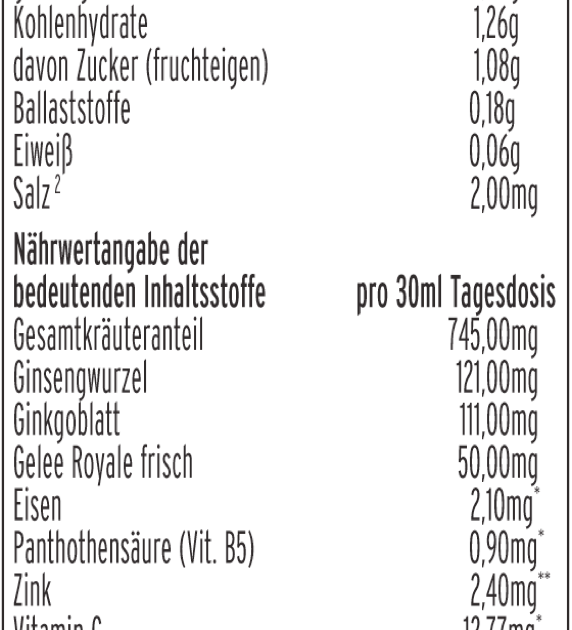 Kohlenhydrate 1,26g
davon Zucker (fruchteigen) 1,08g
Ballaststoffe 0,18g
Eiweiß 0,06g
Salz ² 2,00mg
Nährwertangabe der
bedeutenden Inhaltsstoffe pro 30ml Tagesdosis
Gesamtkräuteranteil 745,00mg
Ginsengwurzel 121,00mg
Ginkgoblatt 111,00mg
Gelee Royale frisch 50,00mg
Eisen 2,10mg*
Panthothensäure (Vit. B5) 0,90mg*
Zink 2,40mg**
Vitamin C 12,77mg*